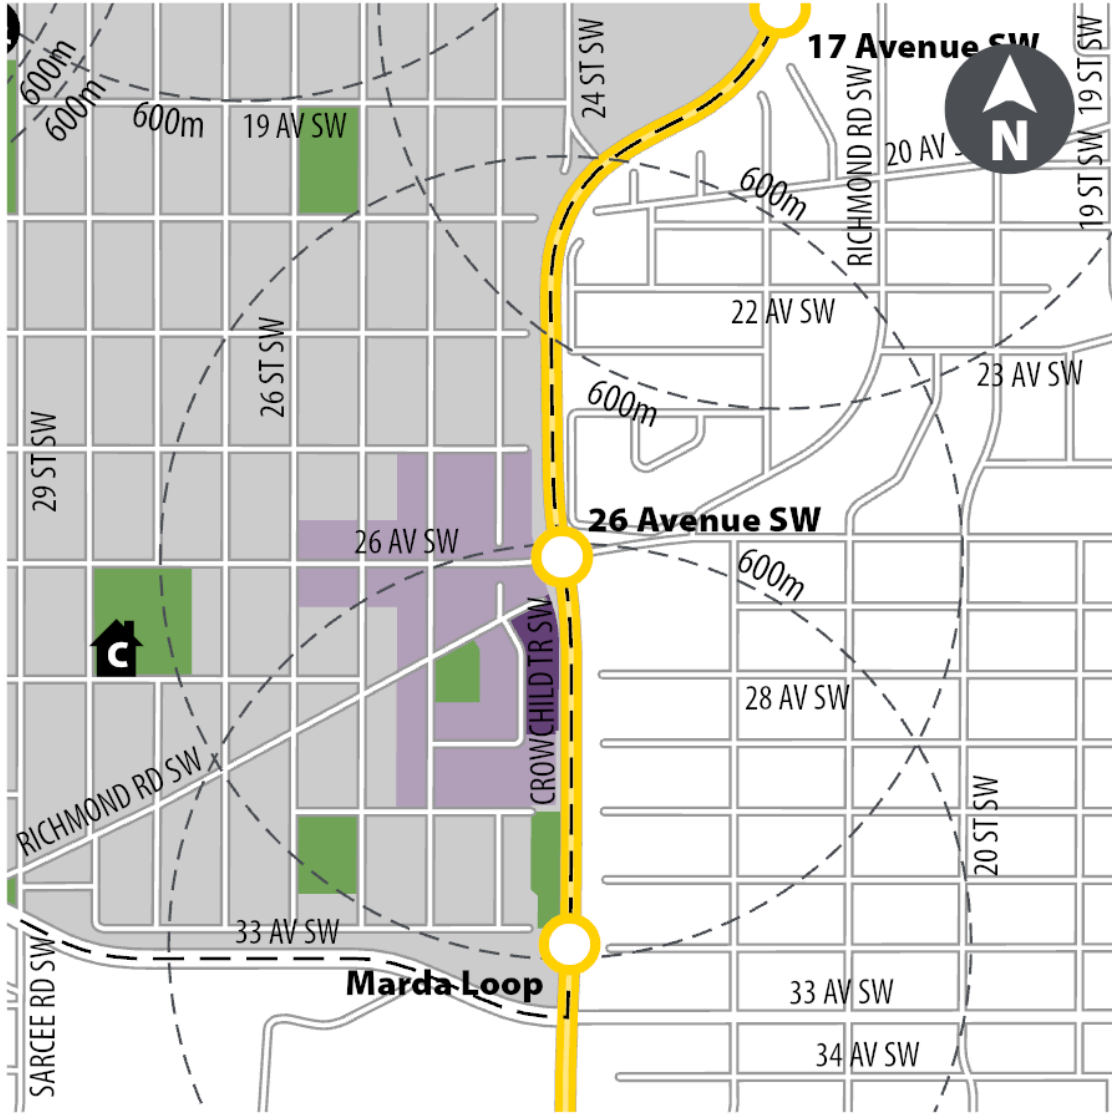 17 Avenue SW
24 ST SW
19 ST SW
600m
600m
600m
19 AV SW
RICHMOND RD SW
N
20 AV S
600m
19 ST SW
22 AV SW
26 ST SW
23 AV SW
600m
29 ST SW
26 Avenue SW
26 AV SW
600m
C
CROWCHILD TR SW
28 AV SW
RICHMOND RD SW
X
20 ST SW
33 AV SW
Marda Loop
33 AV SW
SARCEE RD SW
34 AV SW